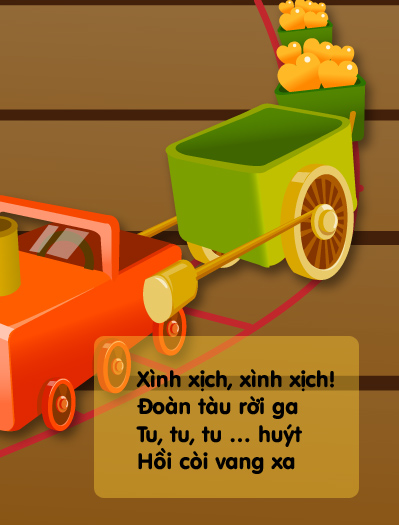 Xình xịch, xình xịch!
Đoàn tàu rời ga
Tu, tu, tu ... huýt
Hồi còi vang xa